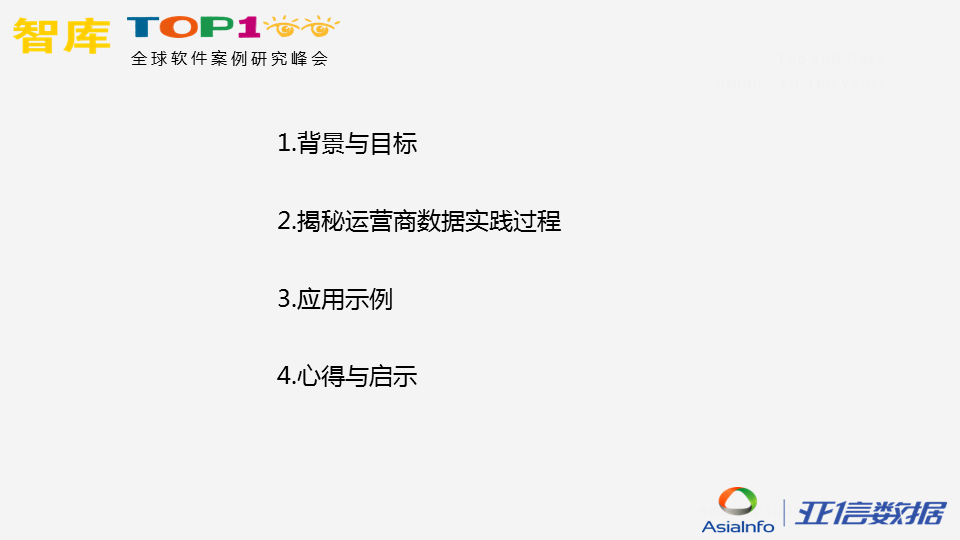 智库
TOP100
全球软件案例研究峰会
1.背景与目标
2.揭秘运营商数据实践过程
3.应用示例
4.心得与启示
AsiaInfo
亚信数据